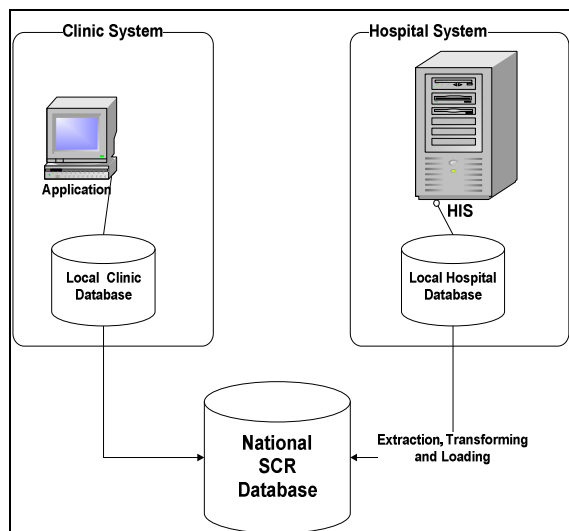 Clinic System
Hospital System
Application
HIS
Local Clinic
Database
Local Hospital
Database
National
SCR
Database
Extraction, Transforming
and Loading